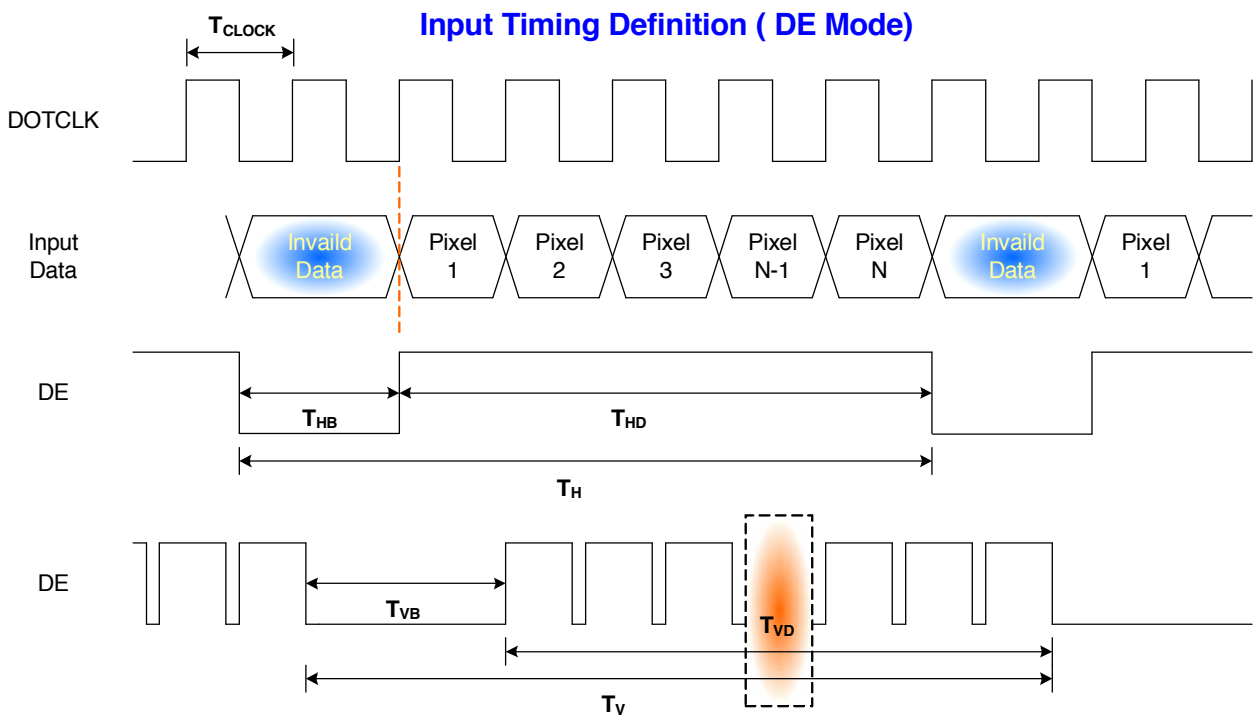 Input Timing Definition ( DE Mode)
TCLOCK
DOTCLK
Input
Data
Invaild
Data
Pixel
1
Pixel
2
Pixel
3
Pixel
N-1
Pixel
N
Invaild
Data
Pixel
1
DE
THB
THD
TH
DE
TVB
TVD
TV